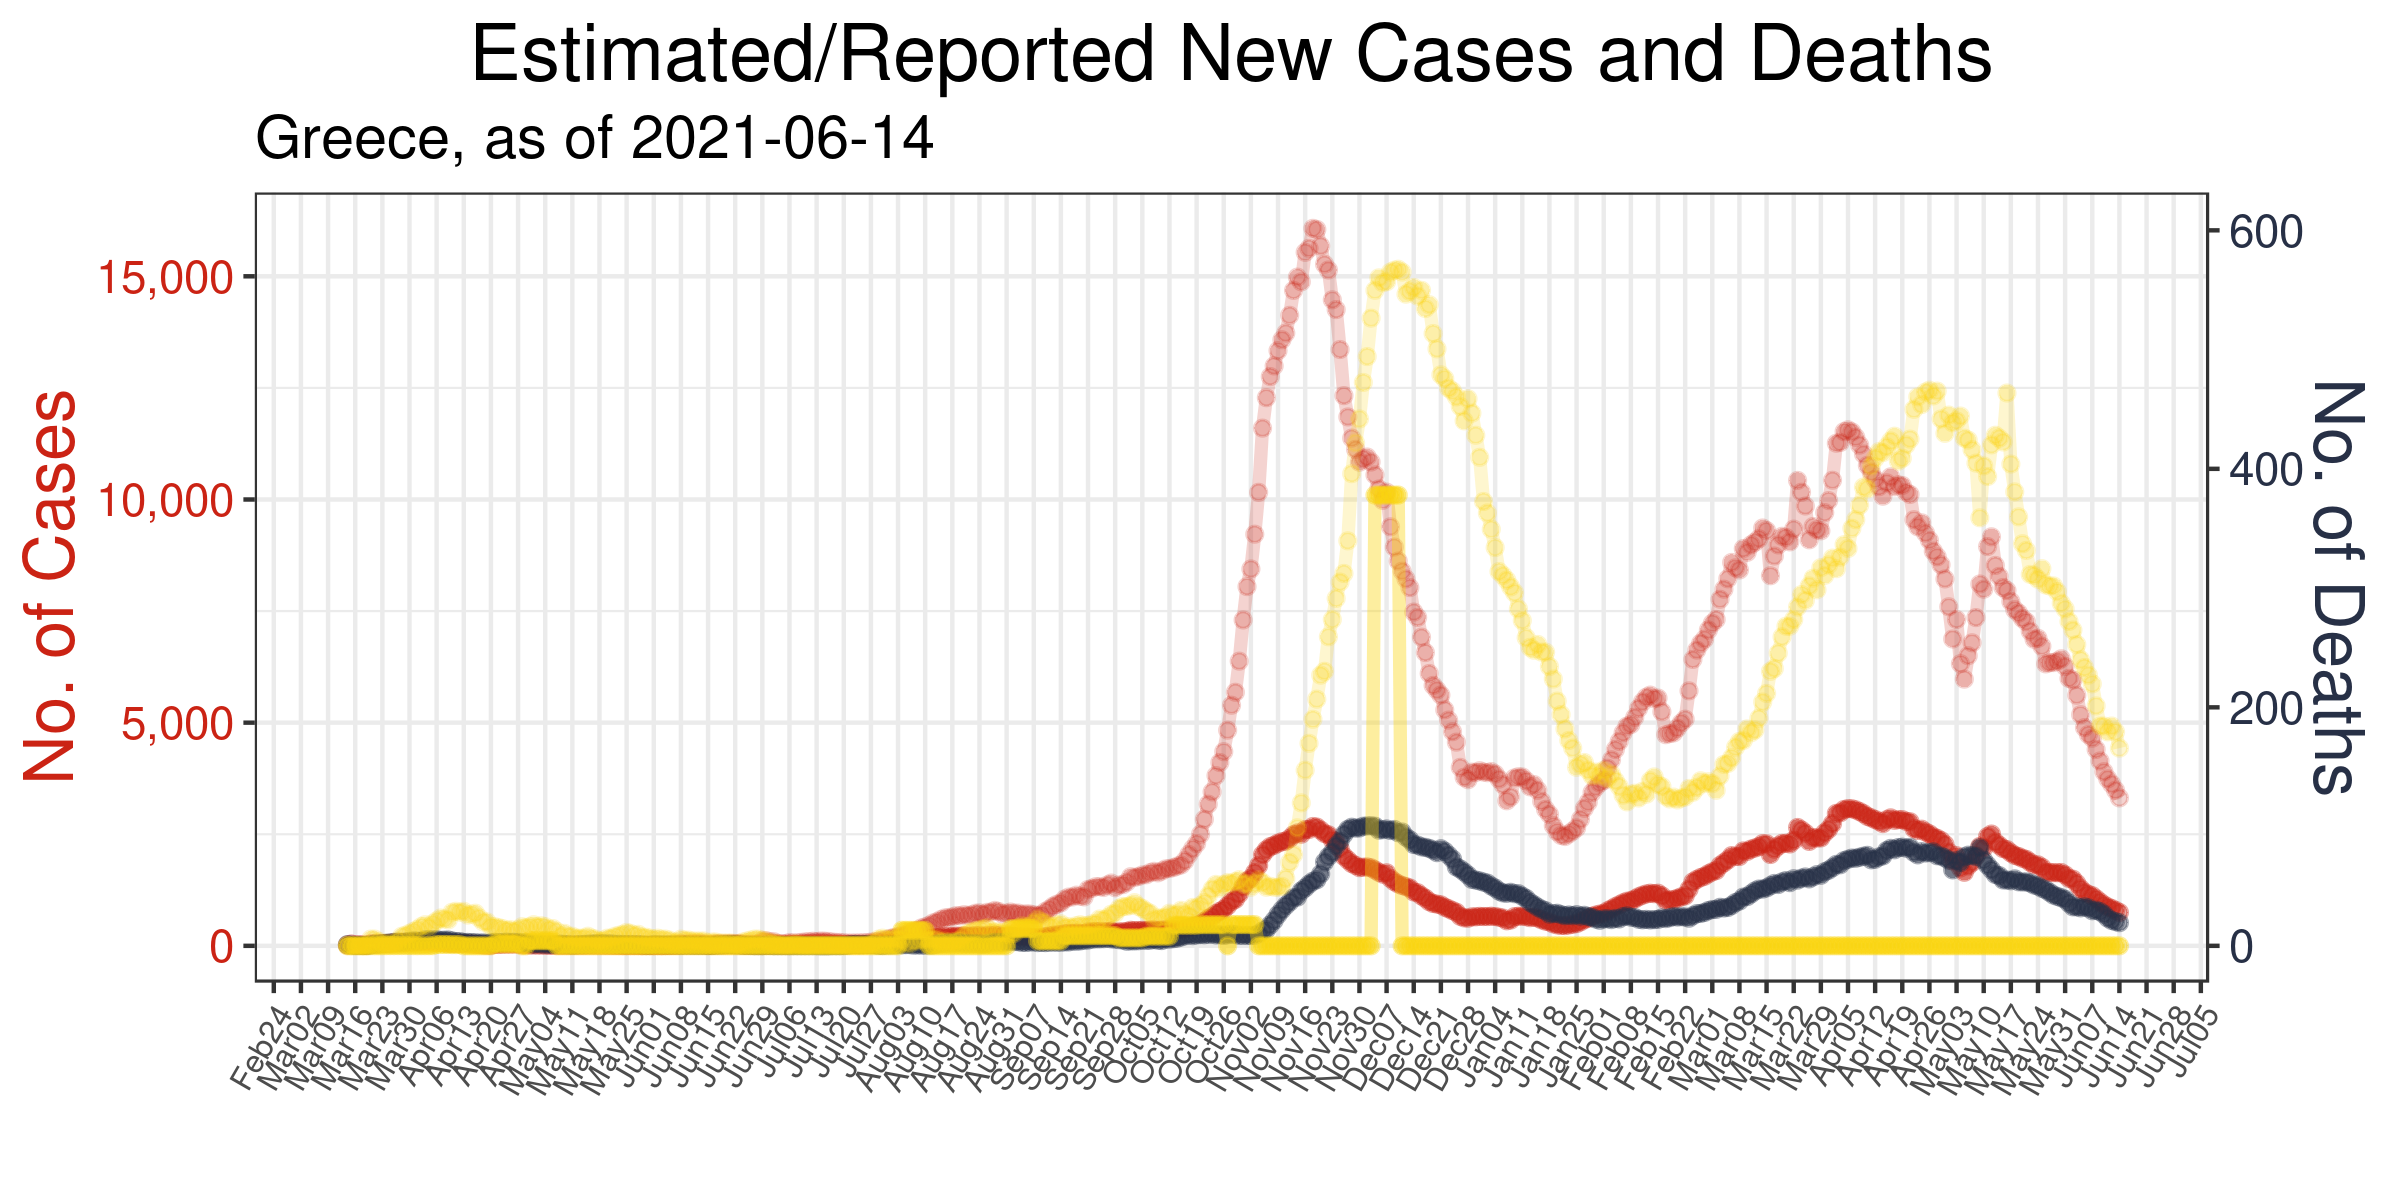 Estimated/Reported New Cases and Deaths
Greece, as of 2021-06-14
No. of Cases
15,000
10,000
5,000
0
600
400
200
0
No. of Deaths
Feb24
Mar02
Mar09
Mar16
Mar23
Mar30
Apr06
Apr13
Apr20
Apr27
May04
May11
May18
May25
Jun01
Jun08
Jun15
Jun22
Jun29
Jul06
Jul13
Jul20
Jul27
Aug03
Aug10
Aug17
Aug24
Aug31
Sep07
Sep14
Sep21
Sep28
Oct05
Oct12
Oct19
Oct26
Nov02
Nov09
Nov16
Nov23
Nov30
Dec07
Dec14
Dec21
Dec28
Dec04
Jan11
Jan18
Jan25
Feb01
Feb08
Feb15
Feb22
Mar01
Mar08
Mar15
Mar22
Mar29
Apr05
Apr12
Apr19
Apr26
May03
May10
May17
May24
May31
May07
Jun14
Jun21
Jun28
Jul05